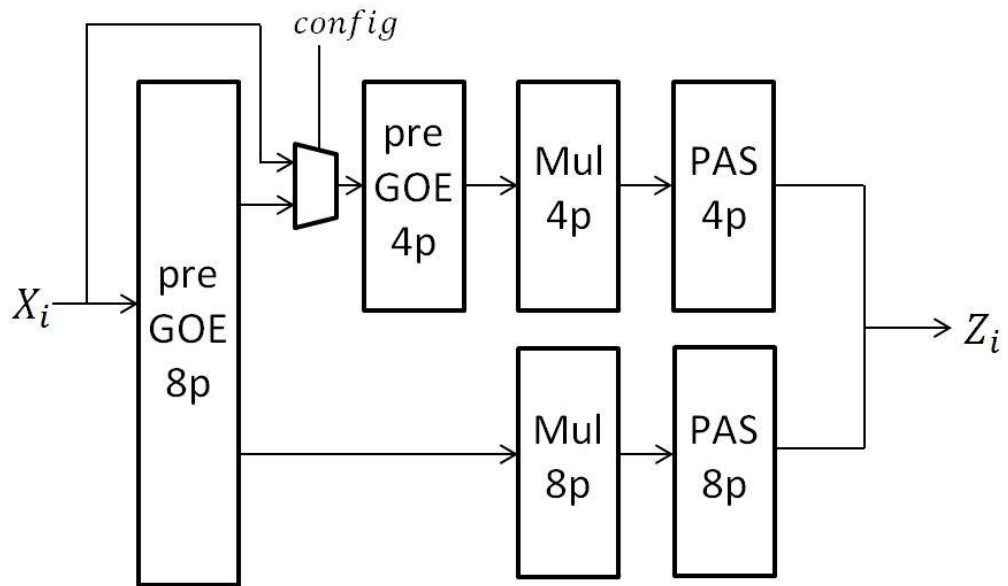 config
pre
GOE
4p
Mul
4p
PAS
4p
X_i
pre
GOE
8p
Z_i
Mul
8p
PAS
8p